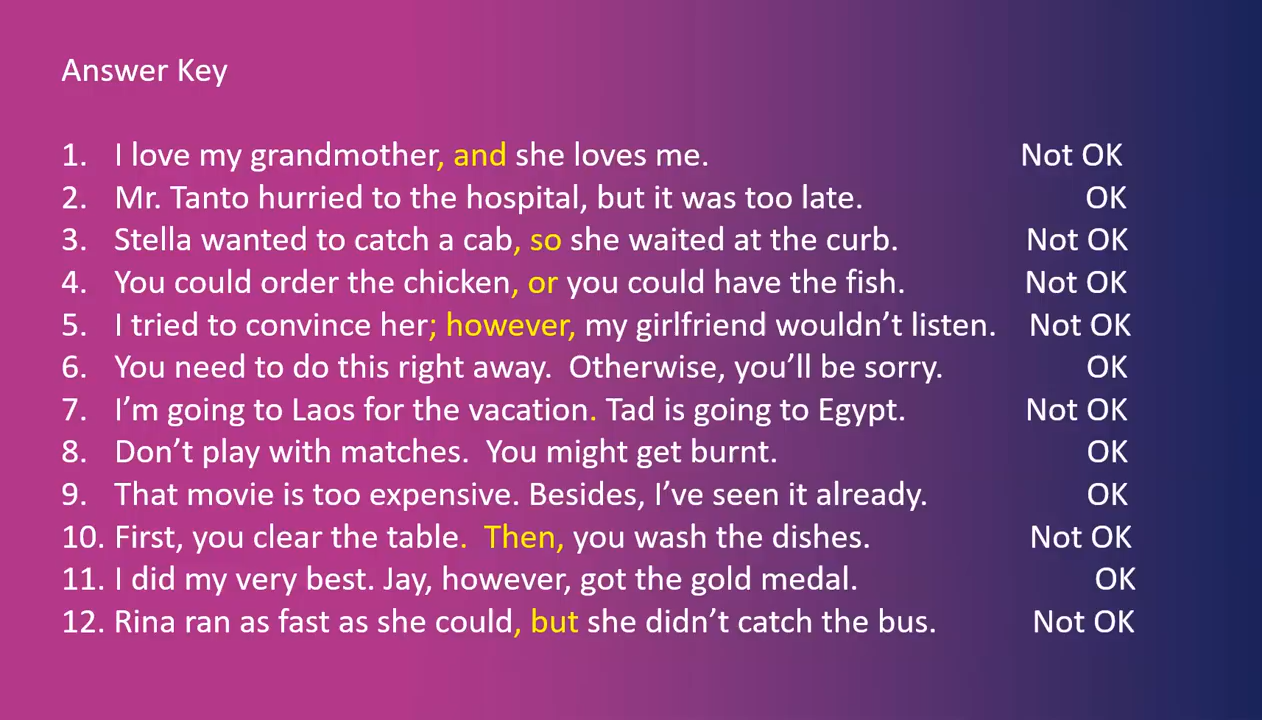 Answer Key
1. I love my grandmother, and she loves me. Not OK
2. Mr. Tanto hurried to the hospital, but it was too late. OK
3. Stella wanted to catch a cab, so she waited at the curb. Not OK
4. You could order the chicken, or you could have the fish. Not OK
5. I tried to convince her; however, my girlfriend wouldn’t listen. Not OK
6. You need to do this right away.  Otherwise, you’ll be sorry. OK
7. I’m going to Laos for the vacation. Tad is going to Egypt. Not OK
8. Don’t play with matches.  You might get burnt. OK
9. That movie is too expensive. Besides, I’ve seen it already. OK
10. First, you clear the table.  Then, you wash the dishes. Not OK
11. I did my very best. Jay, however, got the gold medal. OK
12. Rina ran as fast as she could, but she didn’t catch the bus. Not OK